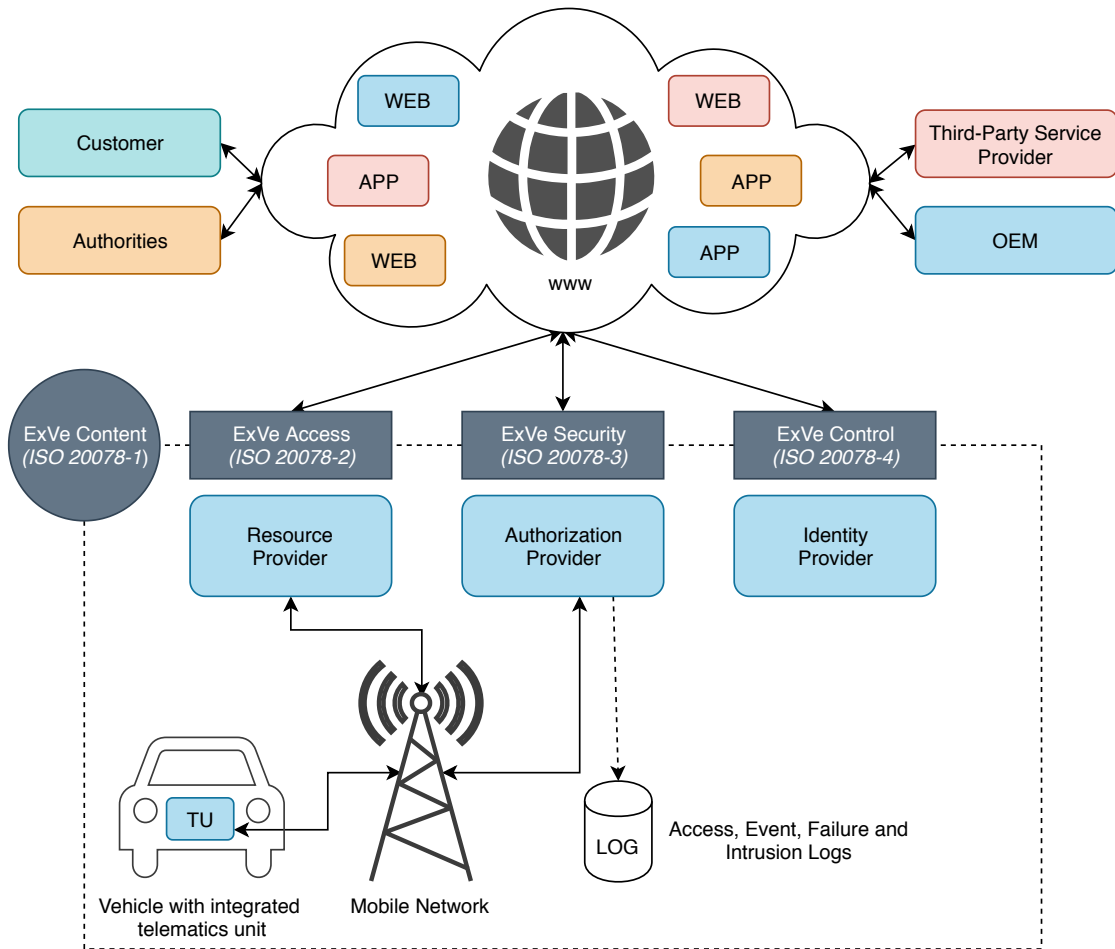 WEB
WEB
Customer
Third-Party Service
Provider
APP
APP
Authorities
OEM
WEB
APP
www
ExVe Content
(ISO 20078-1)
ExVe Access
(ISO 20078-2)
ExVe Security
(ISO 20078-3)
ExVe Control
(ISO 20078-4)
Resource
Provider
Authorization
Provider
Identity
Provider
TU
LOG
Access, Event, Failure and
Intrusion Logs
Vehicle with integrated
telematics unit
Mobile Network